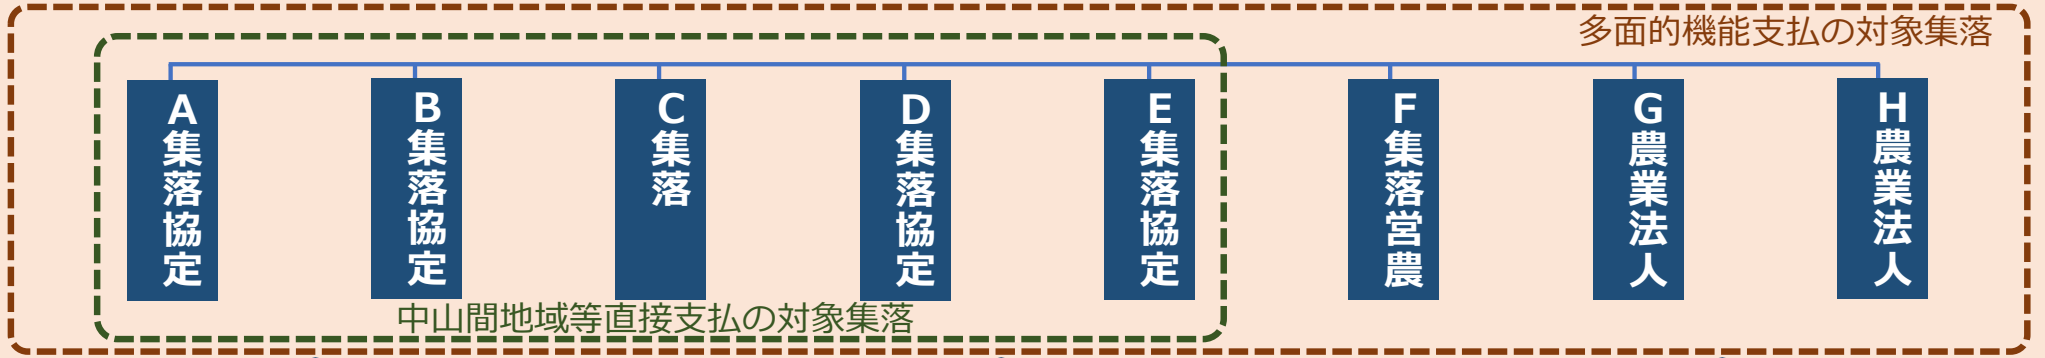 多面的機能支払の対象集落
A集落協定
B集落協定
C集落
D集落協定
E集落協定
F集落営農
G農業法人
H農業法人
中山間地域等直接支払の対象集落